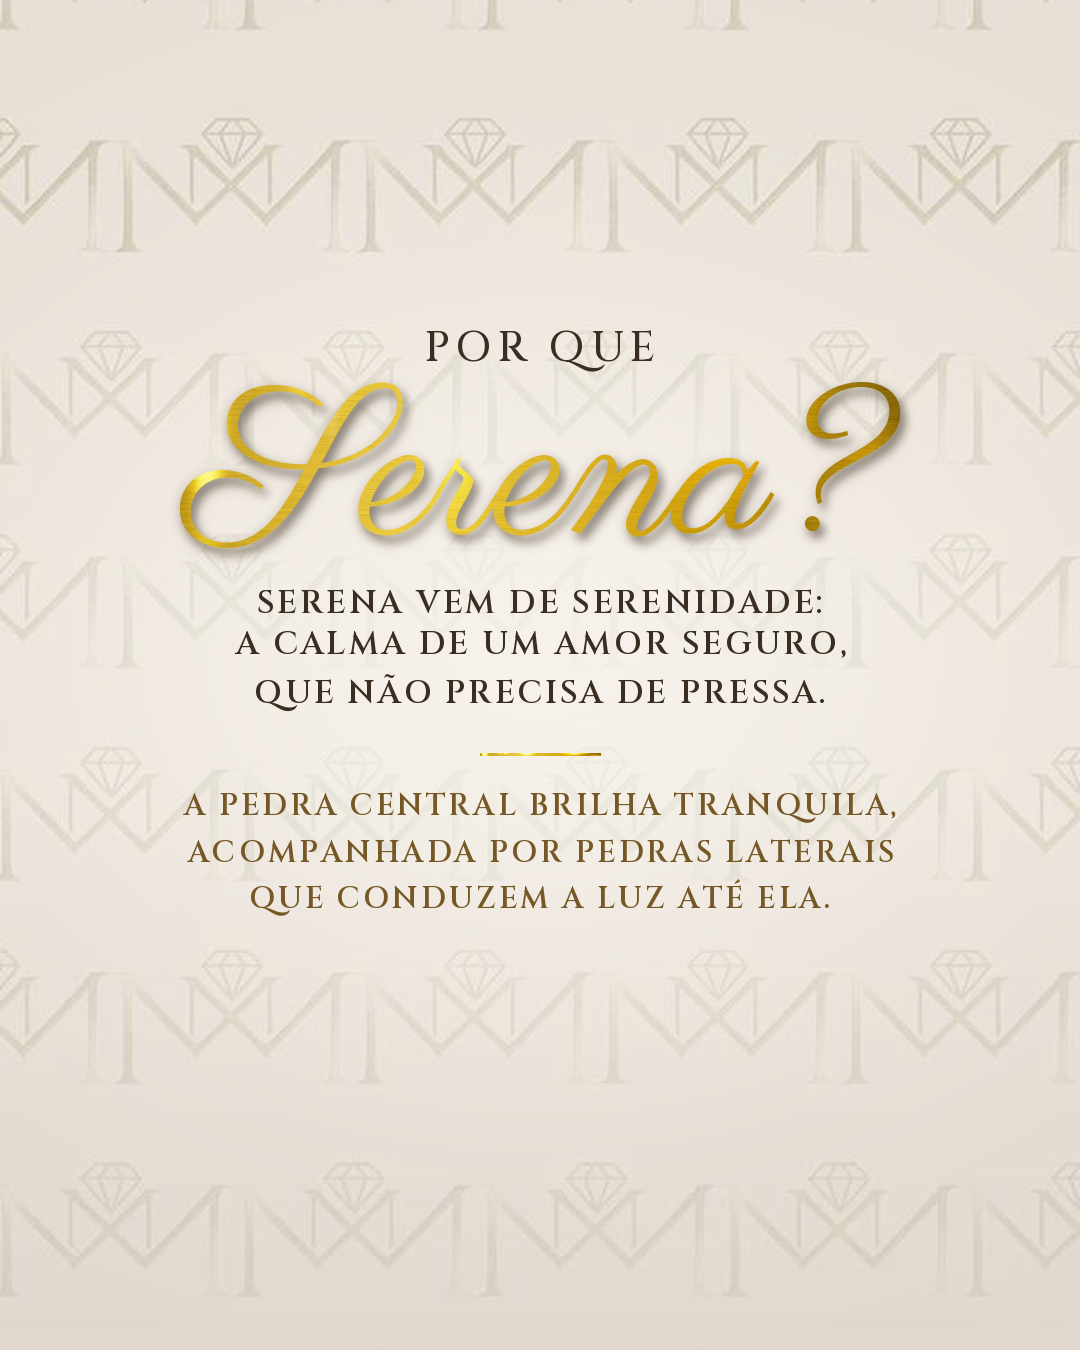 POR QUE
Serena?
SERENA VEM DE SERENIDADE:
A CALMA DE UM AMOR SEGURO,
QUE NÃO PRECISA DE PRESSA.
A PEDRA CENTRAL BRILHA TRANQUILA,
ACOMPANHADA POR PEDRAS LATERAIS
QUE CONDUZEM A LUZ ATÉ ELA.